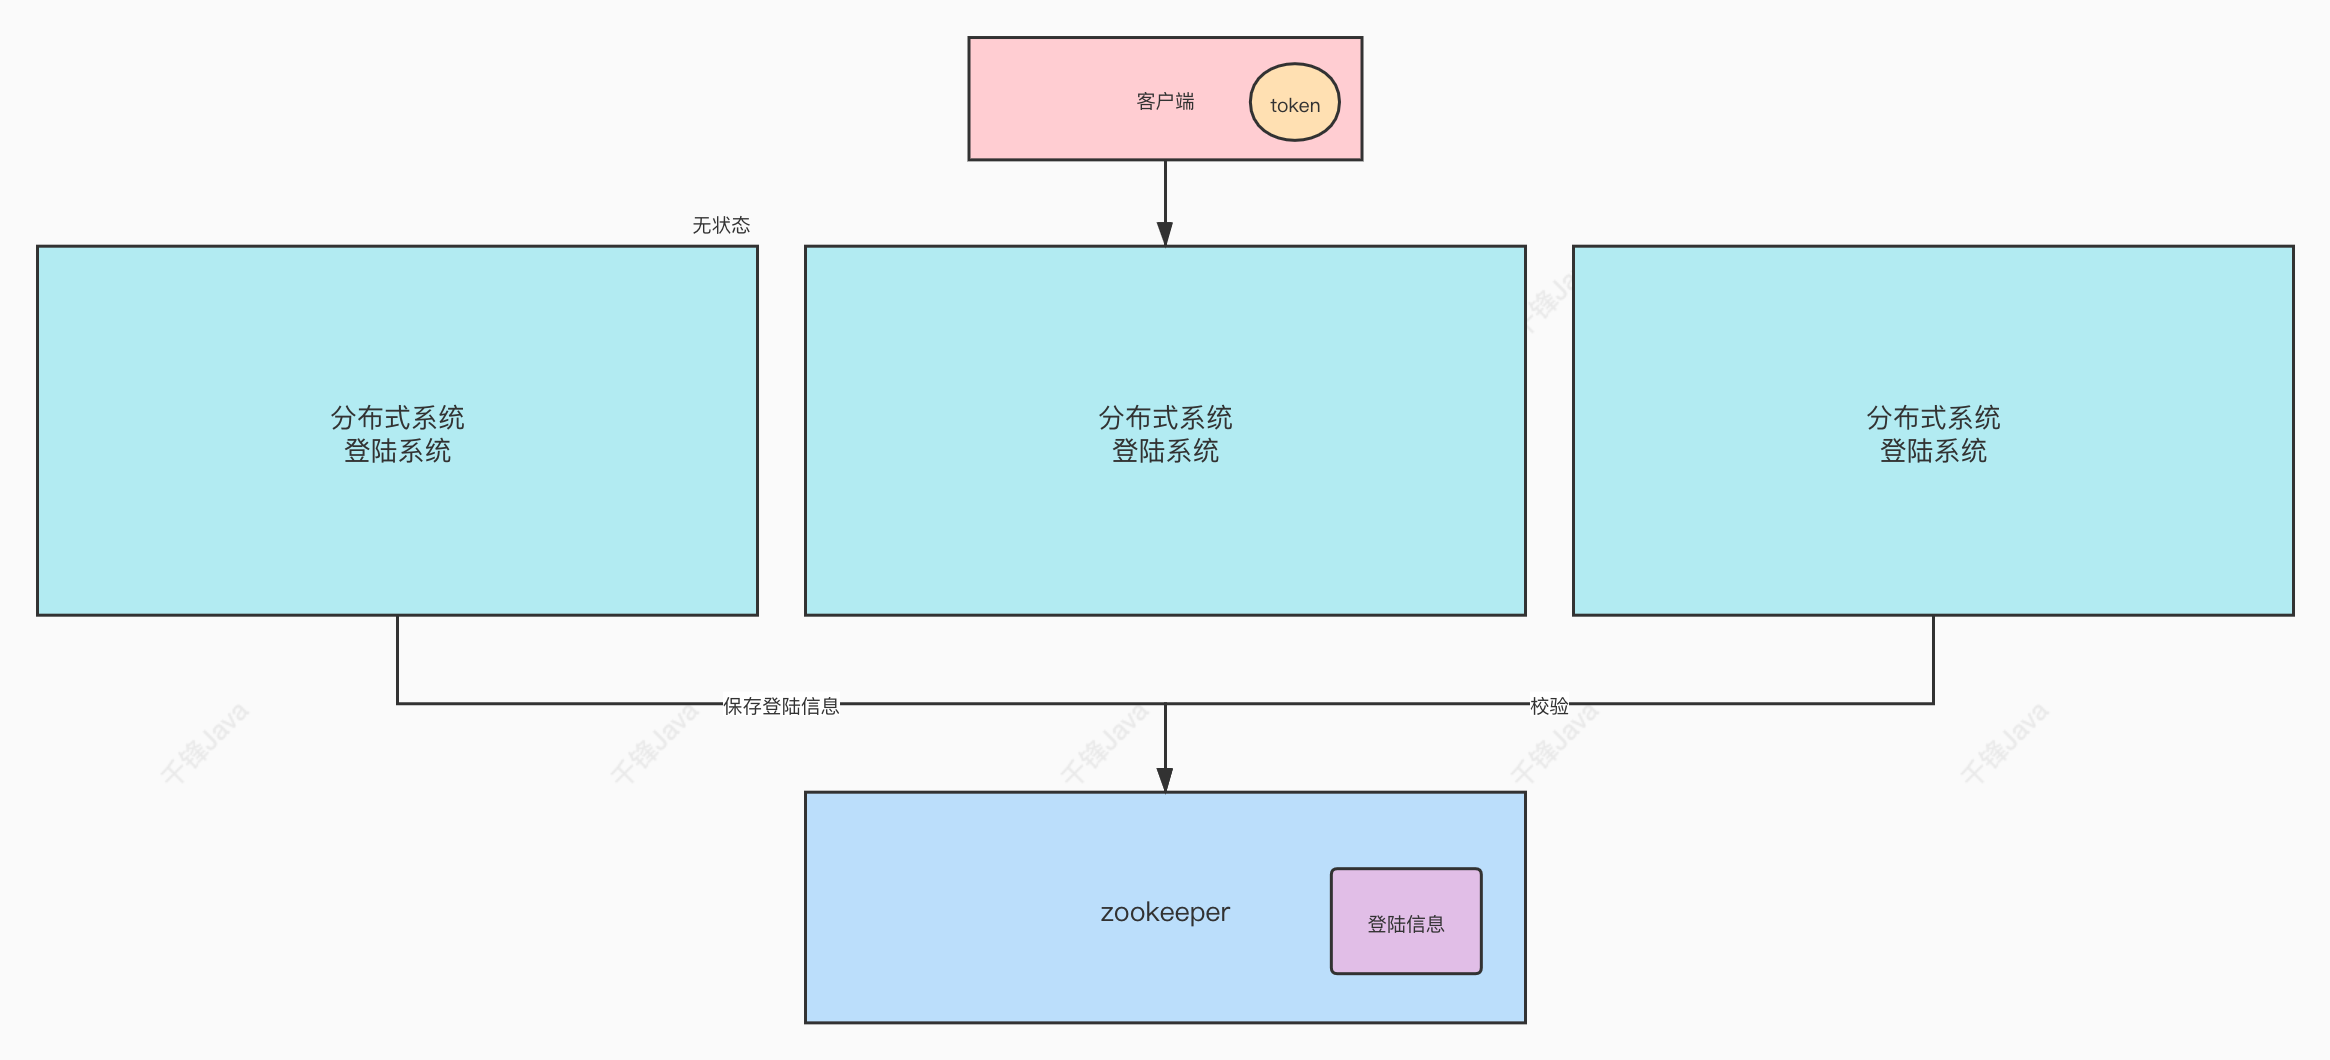 客户端
token
无状态
分布式系统
登陆系统
分布式系统
登陆系统
分布式系统
登陆系统
千锋Java
保存登陆信息
校验
千锋Java
千锋Java
千锋Java
千锋Java
千锋Java
zookeeper
登陆信息